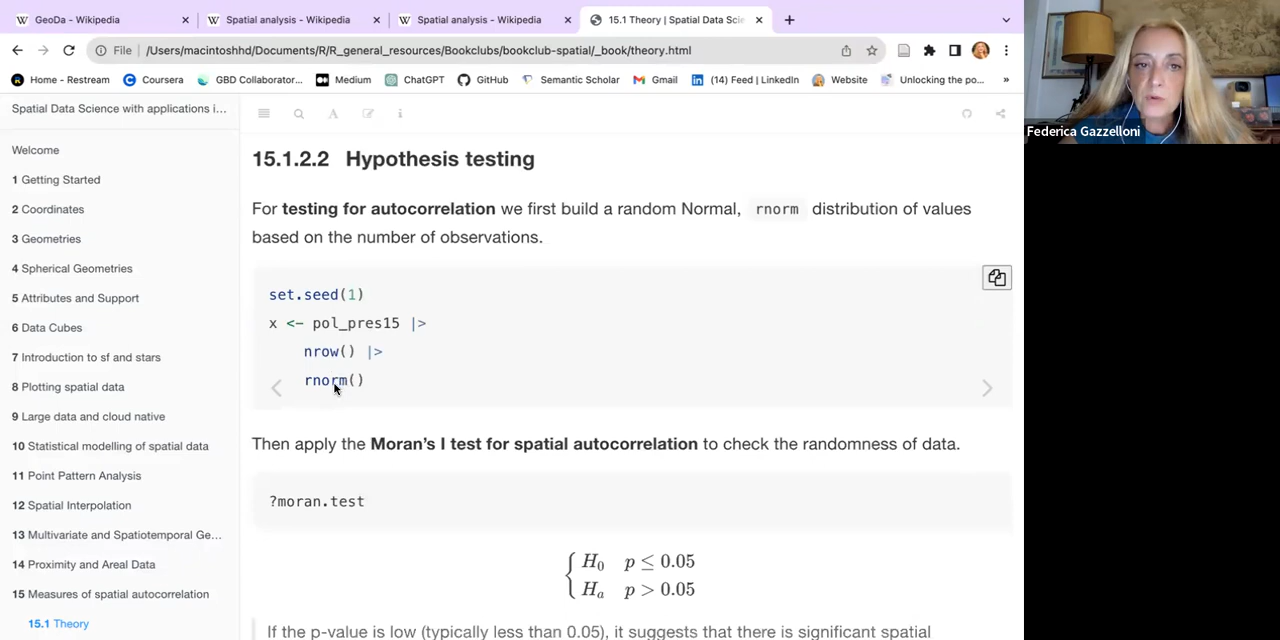 GeoDa - Wikipedia
Spatial analysis - Wikipedia
Spatial analysis - Wikipedia
15.1 Theory | Spatial Data Scie
File
/Users/macintoshhd/Documents/R/R_general_resources/Bookclubs/bookclub-spatial/_book/theory.html
Home - Restream
Coursera
GBD Collaborator...
Medium
ChatGPT
GitHub
Semantic Scholar
Gmail
(14) Feed | LinkedIn
Website
Unlocking the po...
»
Federica Gazzelloni
Spatial Data Science with applications i...
Welcome
1 Getting Started
2 Coordinates
3 Geometries
4 Spherical Geometries
5 Attributes and Support
6 Data Cubes
7 Introduction to sf and stars
8 Plotting spatial data
9 Large data and cloud native
10 Statistical modelling of spatial data
11 Point Pattern Analysis
12 Spatial Interpolation
13 Multivariate and Spatiotemporal Ge...
14 Proximity and Areal Data
15 Measures of spatial autocorrelation
15.1 Theory
15.1.2.2 Hypothesis testing
For testing for autocorrelation we first build a random Normal, rnorm distribution of values
based on the number of observations.
set.seed(1)
x <- pol_pres15 |>
nrow() |>
rnorm()
Then apply the Moran's I test for spatial autocorrelation to check the randomness of data.
?moran.test
H0 p ≤ 0.05
Ha p > 0.05
If the p-value is low (typically less than 0.05), it suggests that there is significant spatial